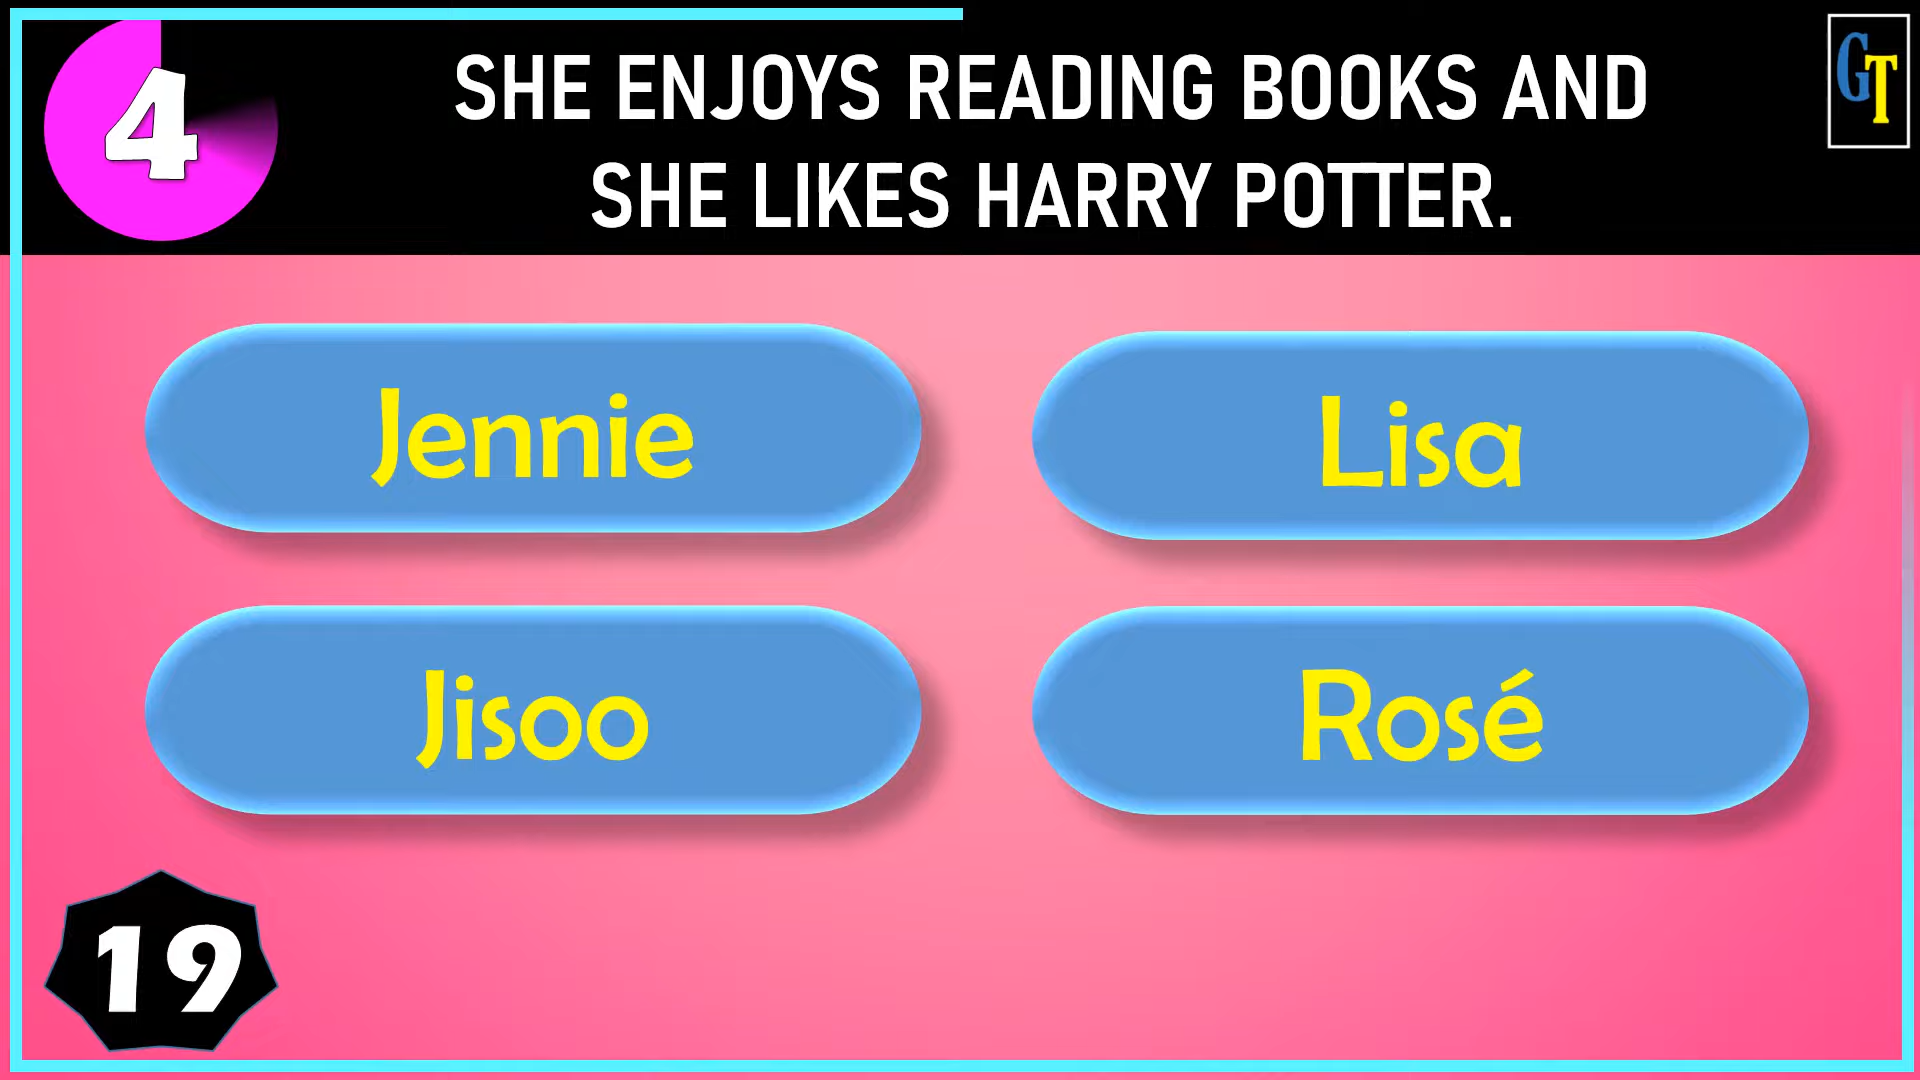 4
SHE ENJOYS READING BOOKS AND
SHE LIKES HARRY POTTER.
GT
Jennie
Lisa
Jisoo
Rosé
19